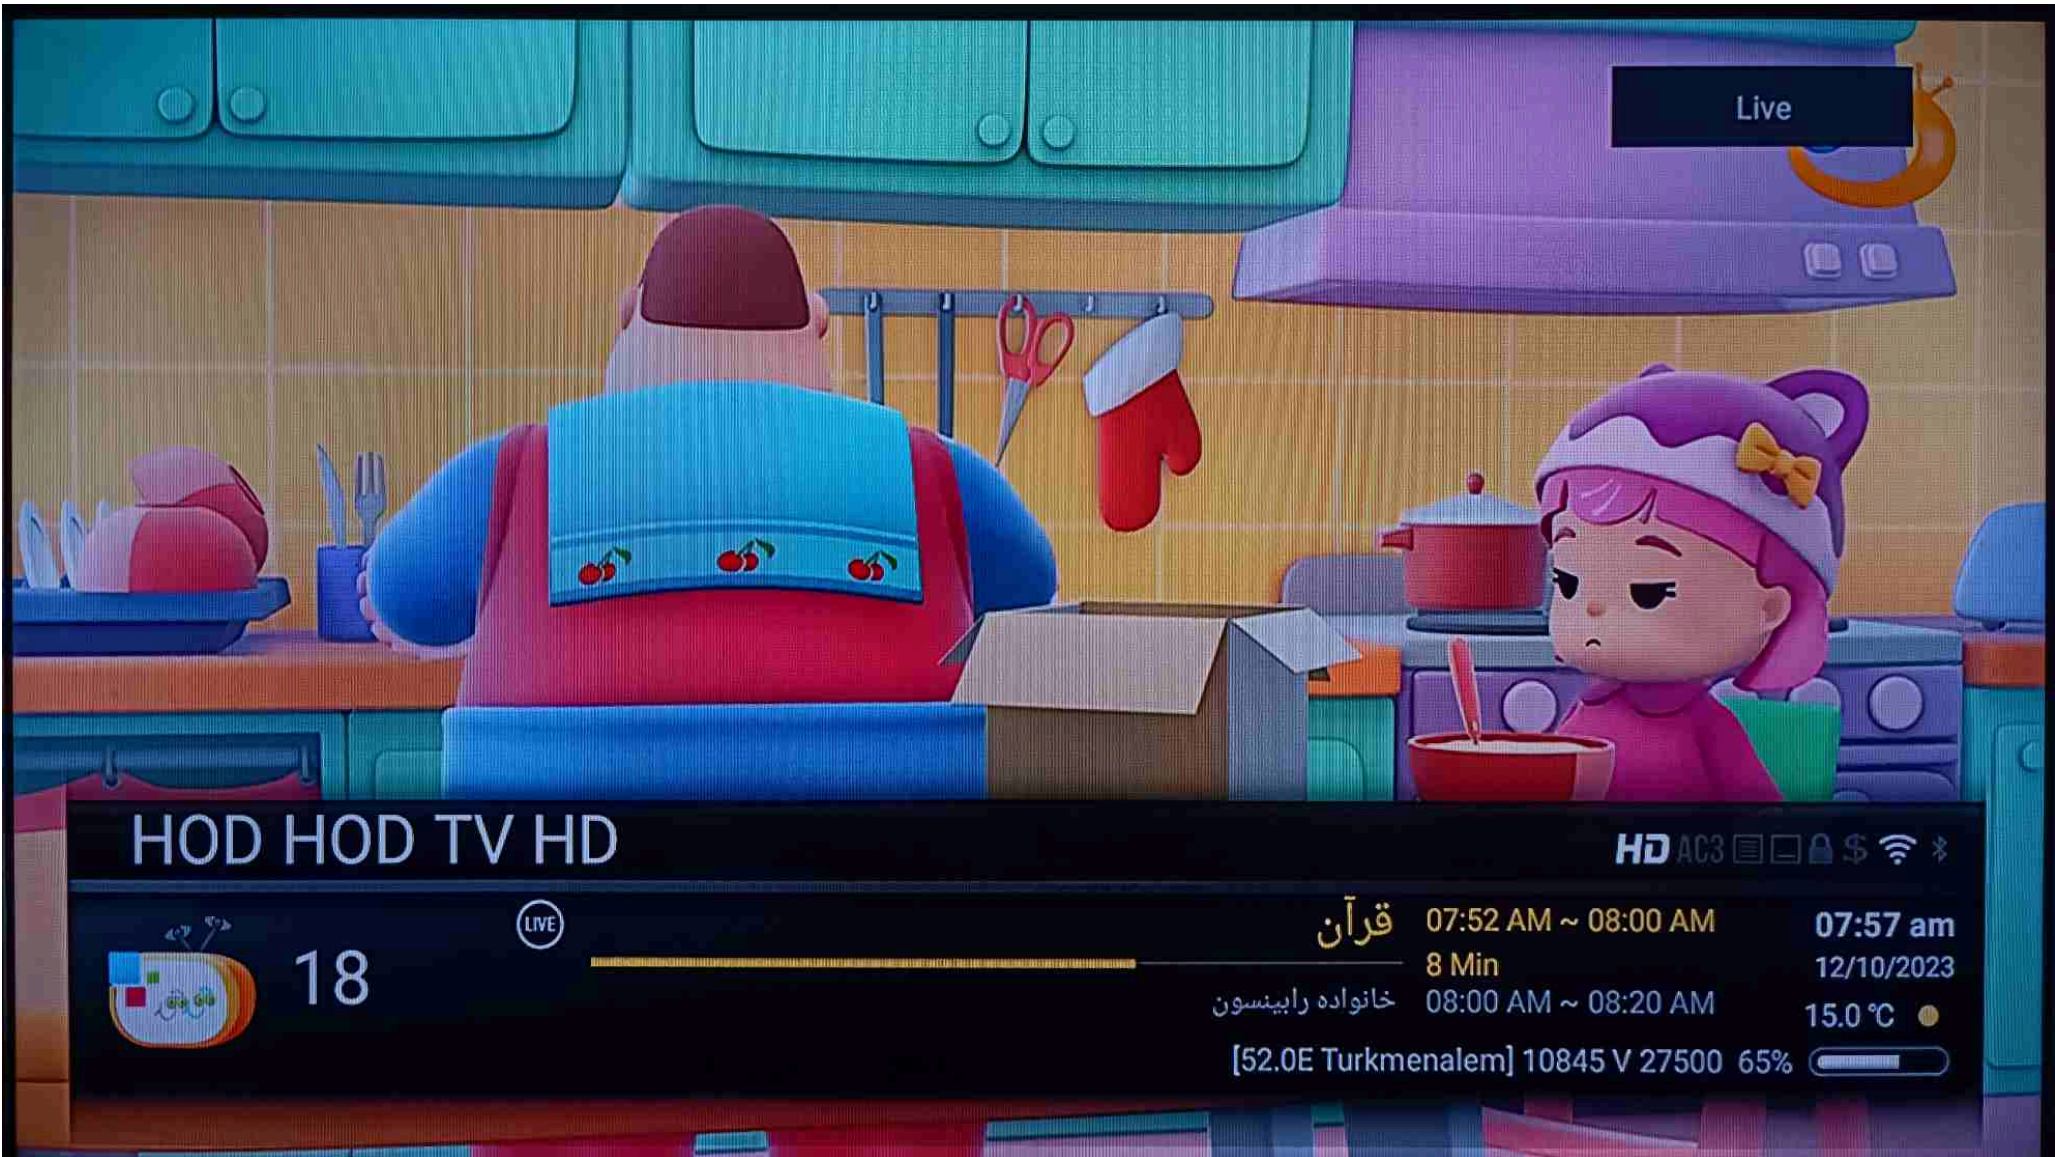 Live
HOD HOD TV HD
HD AC3 $
18
LIVE
قرآن 07:52 AM ~ 08:00 AM
8 Min
خانواده رابینسون 08:00 AM ~ 08:20 AM
07:57 am
12/10/2023
15.0 °C
[52.0E Turkmenalem] 10845 V 27500 65%